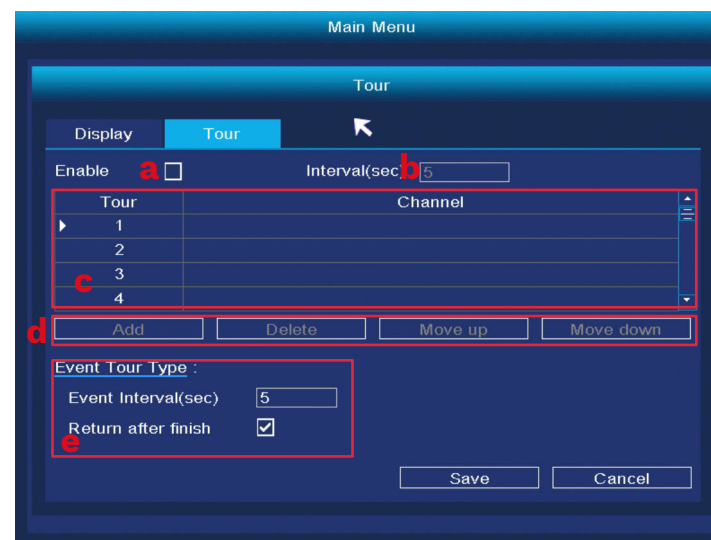 Main Menu
Tour
Display Tour
Enable a Interval(sec) b 5
Tour Channel
1
2
c 3
4
d Add Delete Move up Move down
Event Tour Type :
Event Interval(sec) 5
Return after finish
e
Save Cancel